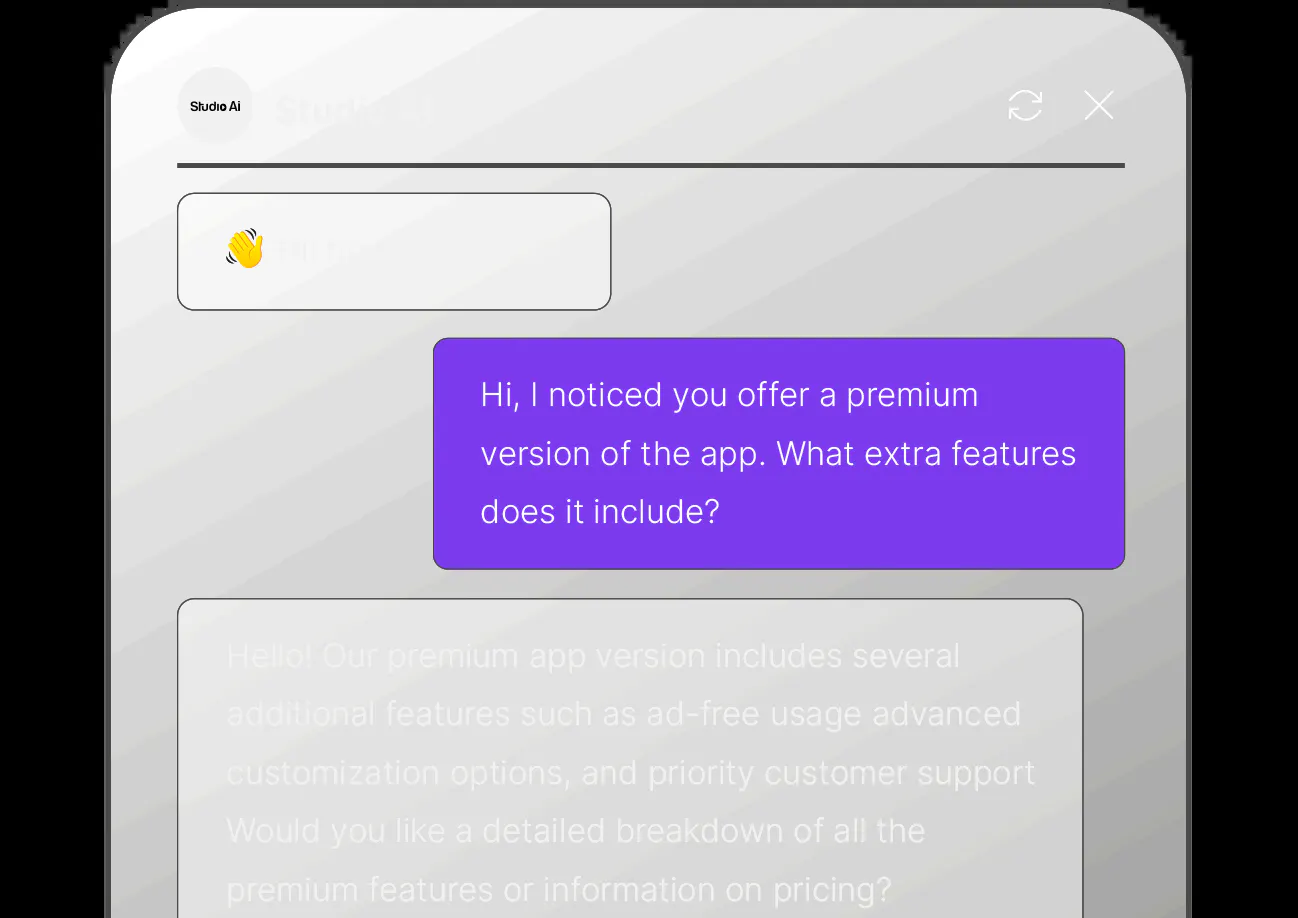 Studio Ai
Studio Ai
👋 Hi there
Hi, I noticed you offer a premium
version of the app. What extra features
does it include?
Hello! Our premium app version includes several
additional features such as ad-free usage advanced
customization options, and priority customer support
Would you like a detailed breakdown of all the
premium features or information on pricing?